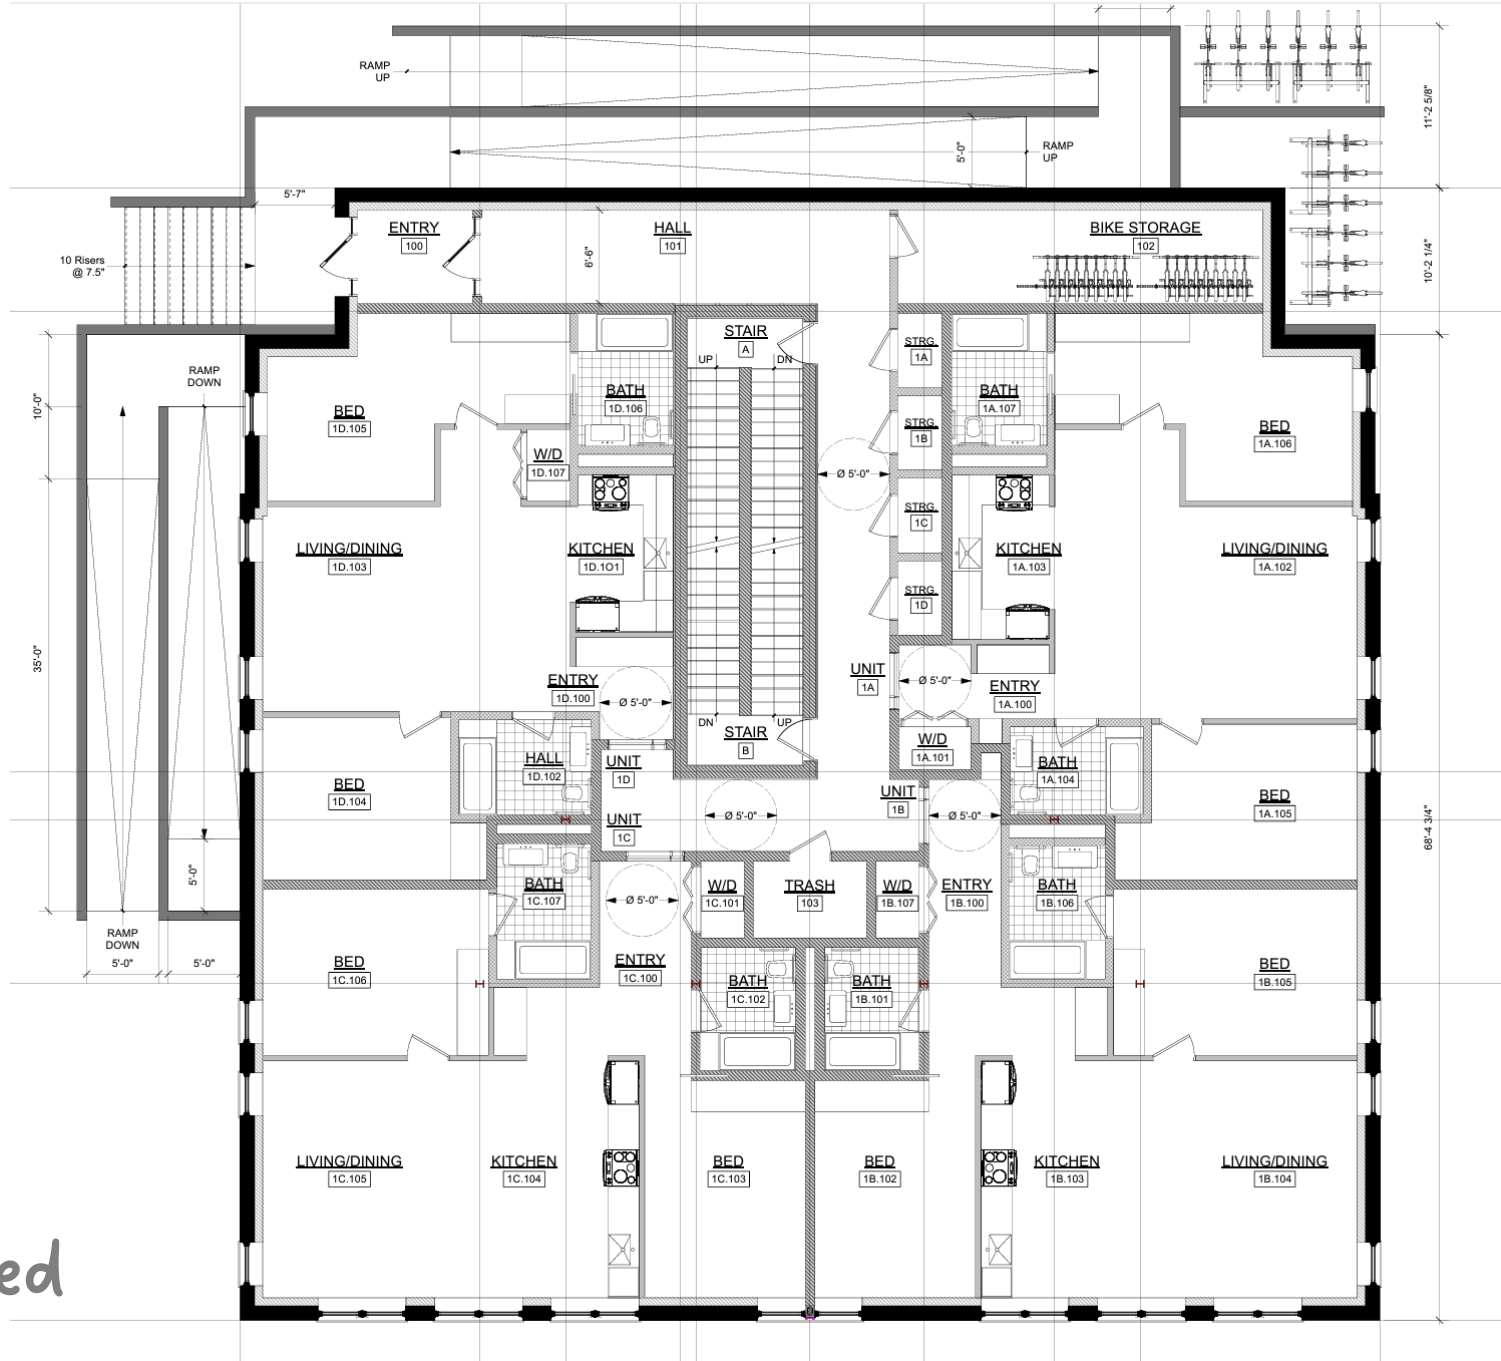 RAMP
UP
11'-2 5/8"
5'-0"
RAMP
UP
5'-7"
ENTRY
100
HALL
101
BIKE STORAGE
102
6'-6"
10 Risers
@ 7.5"
10'-2 1/4"
STAIR
A
UP
DN
STRG.
1A
RAMP
DOWN
10'-0"
BED
1D.105
BATH
1D.106
BATH
1A.107
BED
1A.106
STRG.
1B
W/D
1D.107
Ø 5'-0"
STRG.
1C
LIVING/DINING
1D.103
KITCHEN
1D.1O1
KITCHEN
1A.103
LIVING/DINING
1A.102
STRG.
1D
35'-0"
UNIT
1A
Ø 5'-0"
ENTRY
1D.100
Ø 5'-0"
ENTRY
1A.100
DN
UP
STAIR
B
W/D
1A.101
HALL
1D.102
UNIT
1D
BATH
1A.104
BED
1D.104
UNIT
1B
BED
1A.105
UNIT
1C
Ø 5'-0"
Ø 5'-0"
68'-4 3/4"
5'-0"
BATH
1C.107
W/D
1C.101
TRASH
103
W/D
1B.107
ENTRY
1B.100
BATH
1B.106
Ø 5'-0"
RAMP
DOWN
5'-0"
5'-0"
BED
1C.106
ENTRY
1C.100
BATH
1C.102
BATH
1B.101
BED
1B.105
LIVING/DINING
1C.105
KITCHEN
1C.104
BED
1C.103
BED
1B.102
KITCHEN
1B.103
LIVING/DINING
1B.104
ed